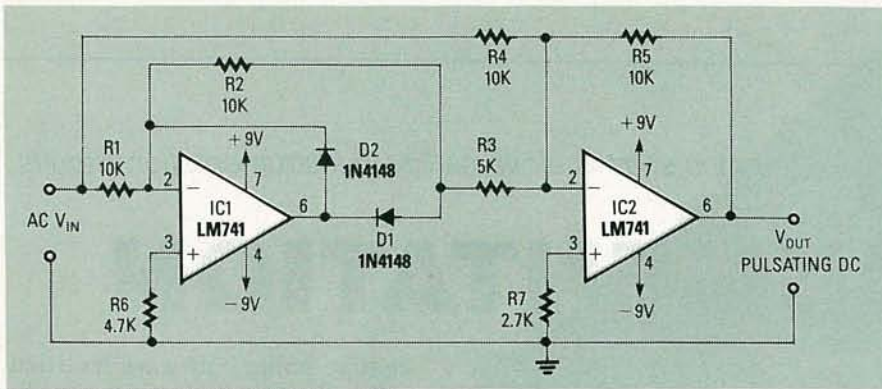 R4
10K
R5
10K
R2
10K
+9V
+9V
R1
10K
D2
1N4148
R3
5K
2
−
7
2
−
7
AC V_IN
IC1
LM741
6
IC2
LM741
6
3
+
4
D1
1N4148
3
+
4
V_OUT
PULSATING DC
R6
4.7K
−9V
R7
2.7K
−9V